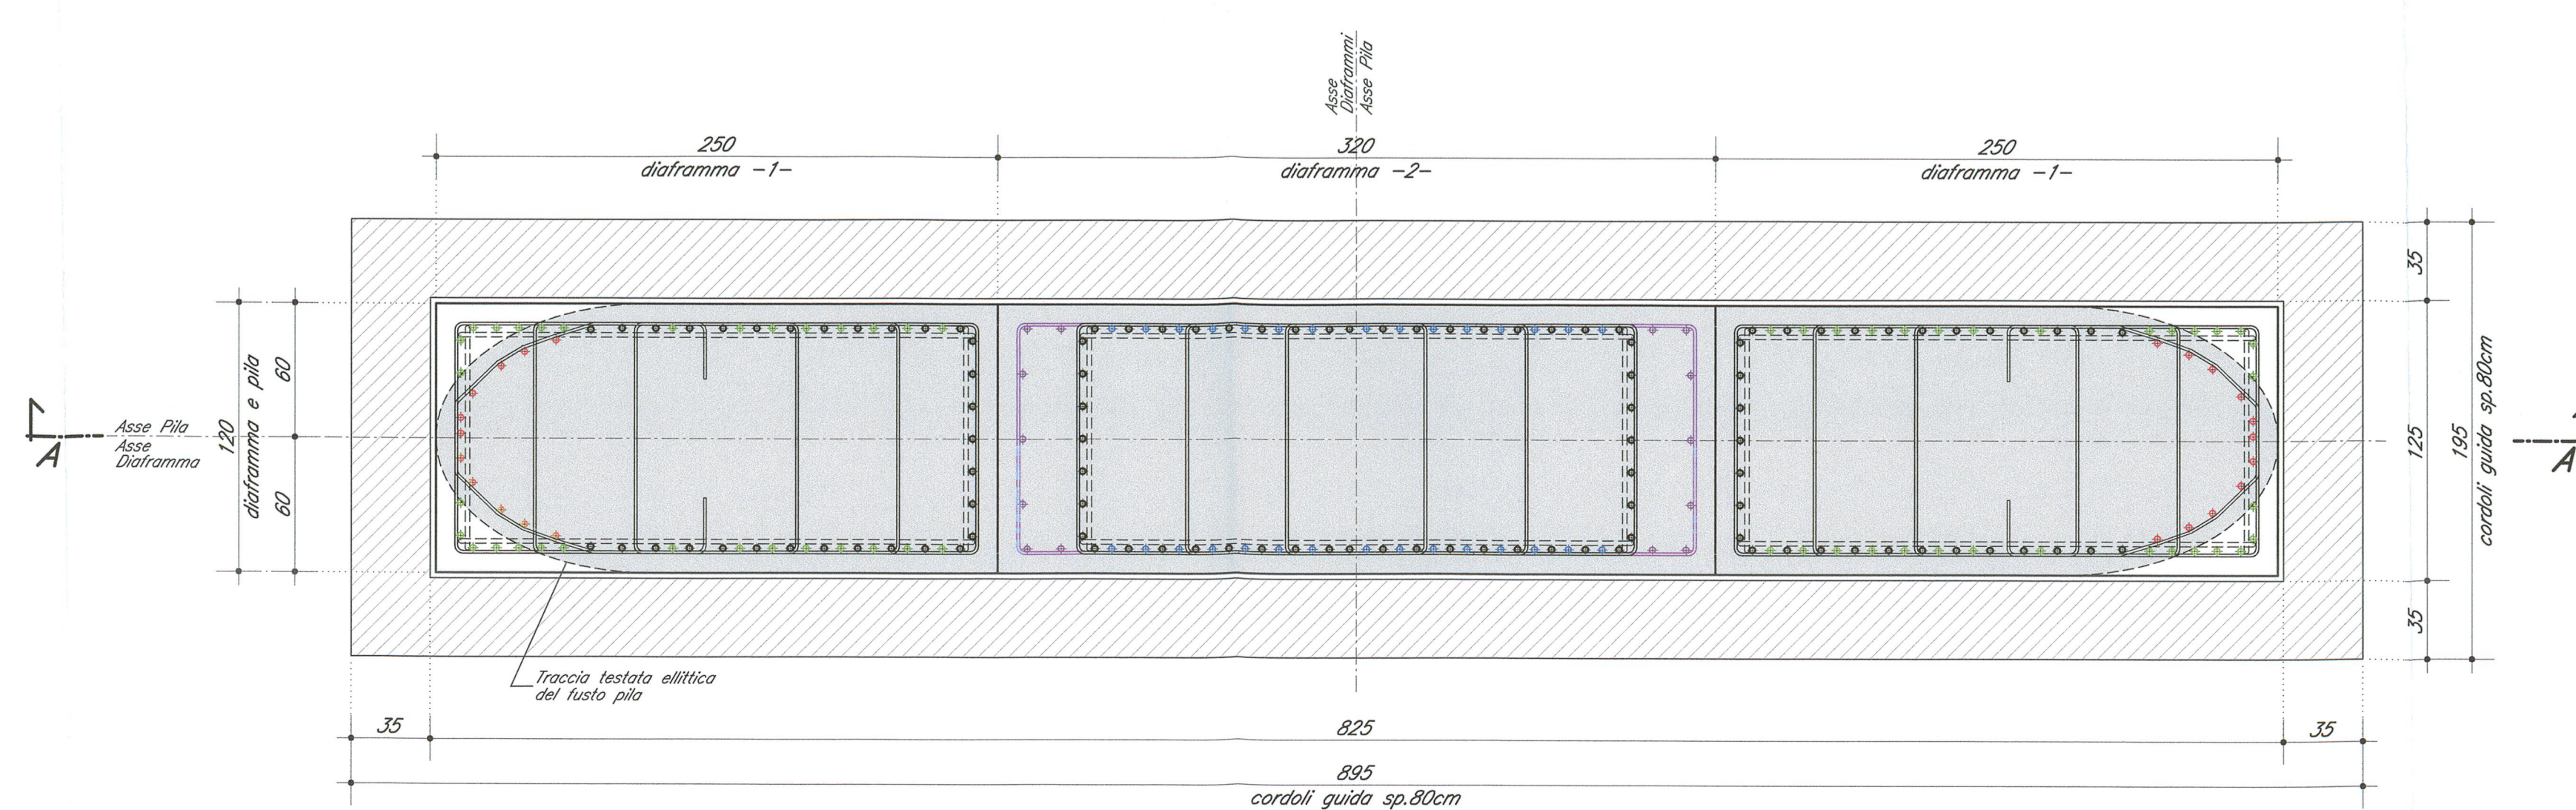 Asse
Diaframmi
Asse Pila
250
320
250
diaframma -1-
diaframma -2-
diaframma -1-
35
125
35
195
cordoli guida sp.80cm
120
diaframma e pila
60
60
A
Asse Pila
Asse
Diaframma
A
Traccia testata ellittica
del fusto pila
35
825
35
895
cordoli guida sp.80cm